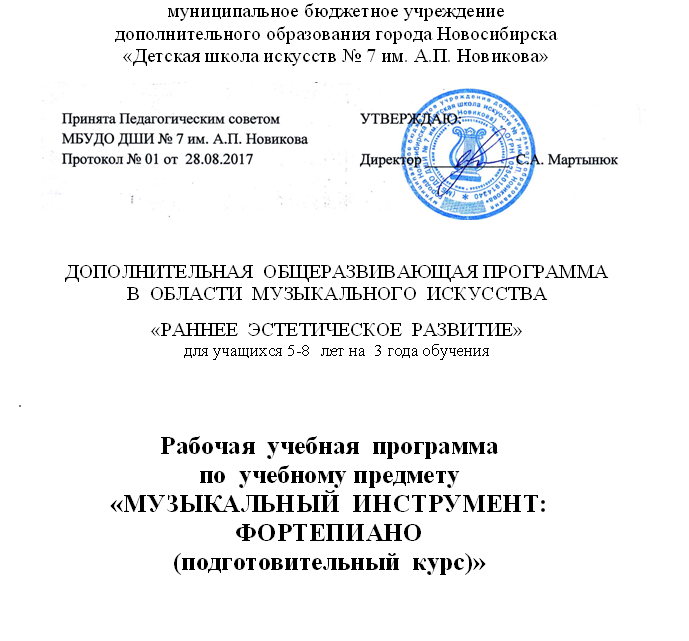 муниципальное бюджетное учреждение
дополнительного образования города Новосибирска
«Детская школа искусств № 7 им. А.П. Новикова»
Принята Педагогическим советом
МБУДО ДШИ № 7 им. А.П. Новикова
Протокол № 01 от 28.08.2017
УТВЕРЖДАЮ:
Директор С.А. Мартынюк
ДОПОЛНИТЕЛЬНАЯ ОБЩЕРАЗВИВАЮЩАЯ ПРОГРАММА
В ОБЛАСТИ МУЗЫКАЛЬНОГО ИСКУССТВА
«РАННЕЕ ЭСТЕТИЧЕСКОЕ РАЗВИТИЕ»
для учащихся 5-8 лет на 3 года обучения
Рабочая учебная программа
по учебному предмету
«МУЗЫКАЛЬНЫЙ ИНСТРУМЕНТ:
ФОРТЕПИАНО
(подготовительный курс)»